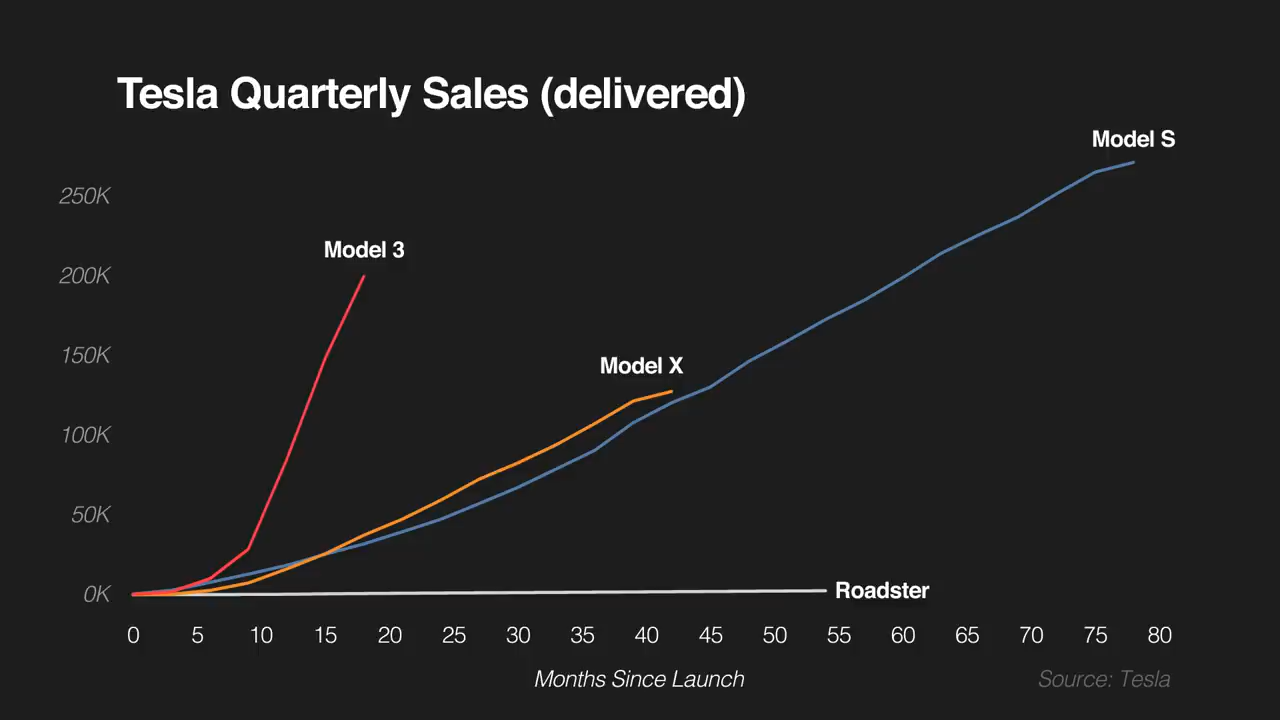 Tesla Quarterly Sales (delivered)
Model S
250K
Model 3
200K
150K
Model X
100K
50K
0K
Roadster
0 5 10 15 20 25 30 35 40 45 50 55 60 65 70 75 80
Months Since Launch
Source: Tesla